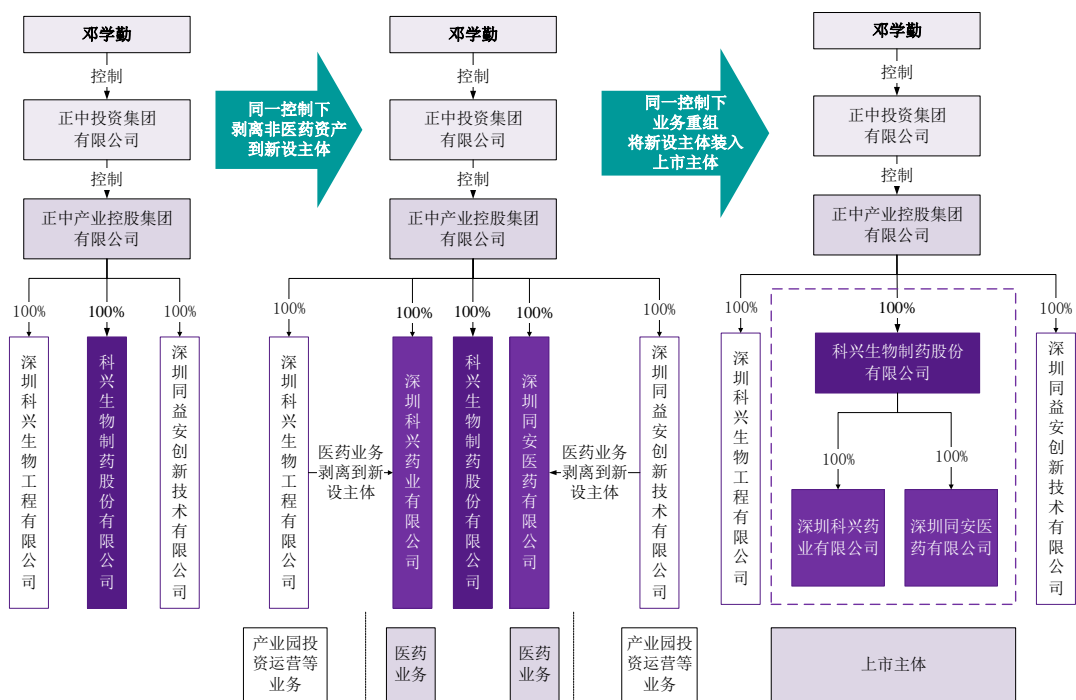 邓学勤
控制
正中投资集团
有限公司
控制
正中产业控股集团
有限公司
100%
100%
100%
深圳科兴生物工程有限公司
科兴生物制药股份有限公司
深圳同益安创新技术有限公司
同一控制下
剥离非医药资产
到新设主体
邓学勤
控制
正中投资集团
有限公司
控制
正中产业控股集团
有限公司
100%
100%
100%
100%
100%
深圳科兴生物工程有限公司
医药业务
剥离到新
设主体
深圳科兴药业有限公司
科兴生物制药股份有限公司
深圳同安医药有限公司
医药业务
剥离到新
设主体
深圳同益安创新技术有限公司
产业园投
资运营等
业务
医药
业务
医药
业务
产业园投
资运营等
业务
同一控制下
业务重组
将新设主体装入
上市主体
邓学勤
控制
正中投资集团
有限公司
控制
正中产业控股集团
有限公司
100%
100%
100%
深圳科兴生物工程有限公司
科兴生物制药股份
有限公司
100%
100%
深圳科兴药
业有限公司
深圳同安医
药有限公司
深圳同益安创新技术有限公司
上市主体